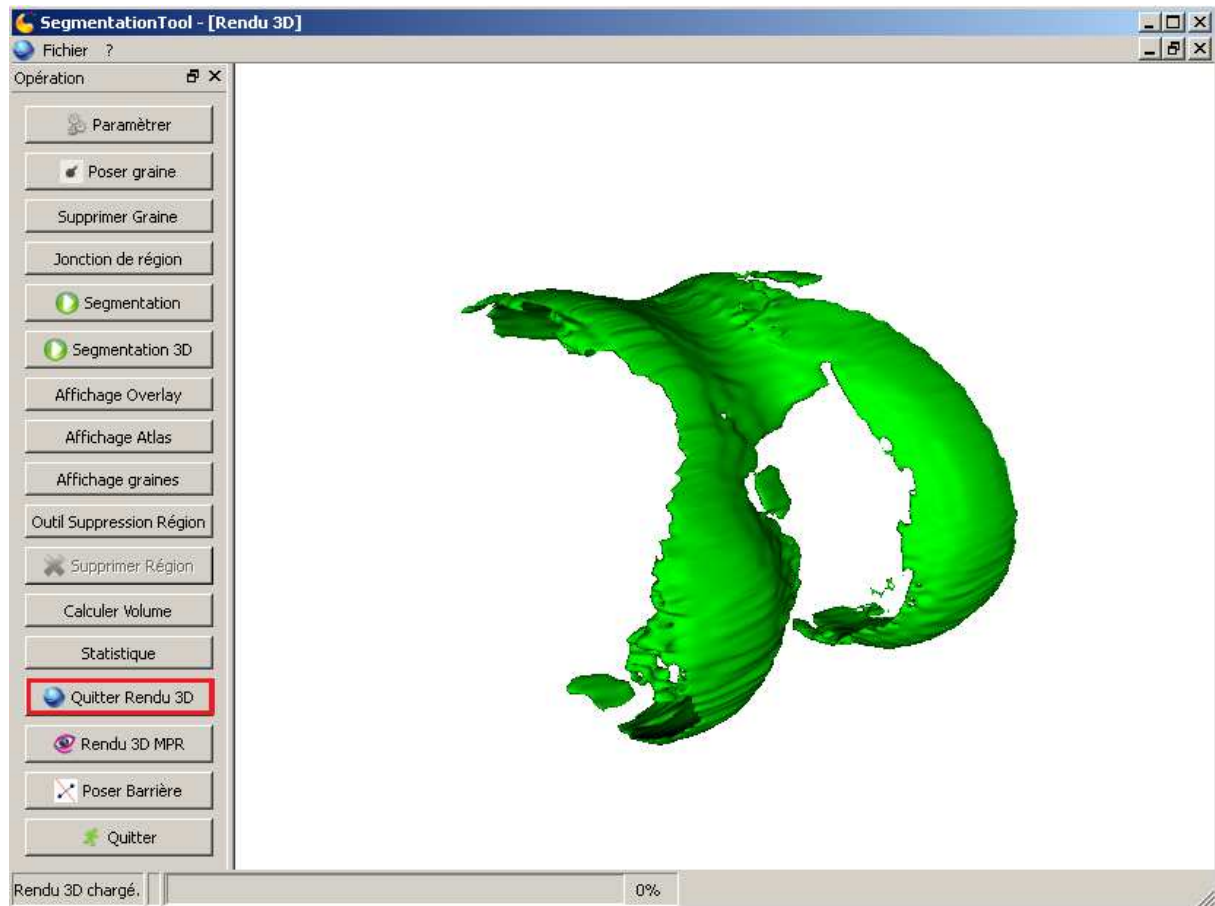 SegmentationTool - [Rendu 3D]
Fichier ?
Opération
Paramètrer
Poser graine
Supprimer Graine
Jonction de région
Segmentation
Segmentation 3D
Affichage Overlay
Affichage Atlas
Affichage graines
Outil Suppression Région
Supprimer Région
Calculer Volume
Statistique
Quitter Rendu 3D
Rendu 3D MPR
Poser Barrière
Quitter
Rendu 3D chargé. 0%